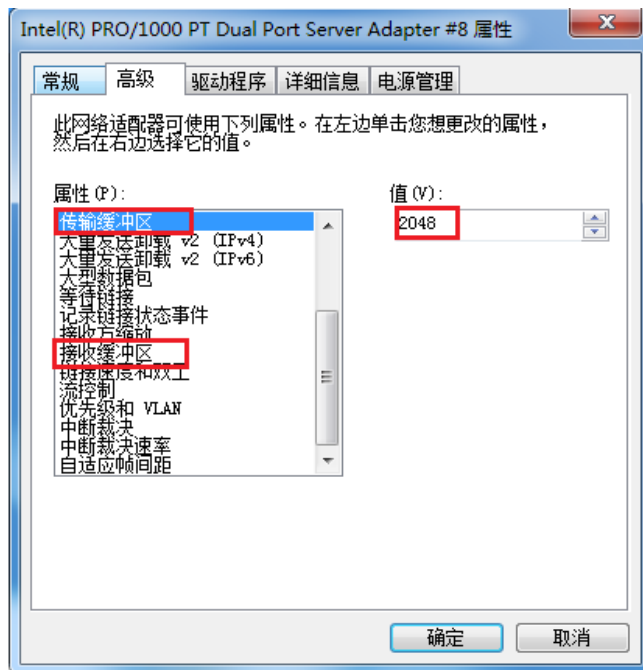 Intel(R) PRO/1000 PT Dual Port Server Adapter #8 属性
常规 高级 驱动程序 详细信息 电源管理
此网络适配器可使用下列属性。在左边单击您想更改的属性，
然后在右边选择它的值。
属性(P): 值(V):
传输缓冲区 2048
大量发送卸载 v2 (IPv4)
大量发送卸载 v2 (IPv6)
大型数据包
等待链接
记录链接状态事件
接收方缩放
接收缓冲区
链接速度和双工
流控制
优先级和 VLAN
中断裁决
中断裁决速率
自适应帧间距
确定 取消